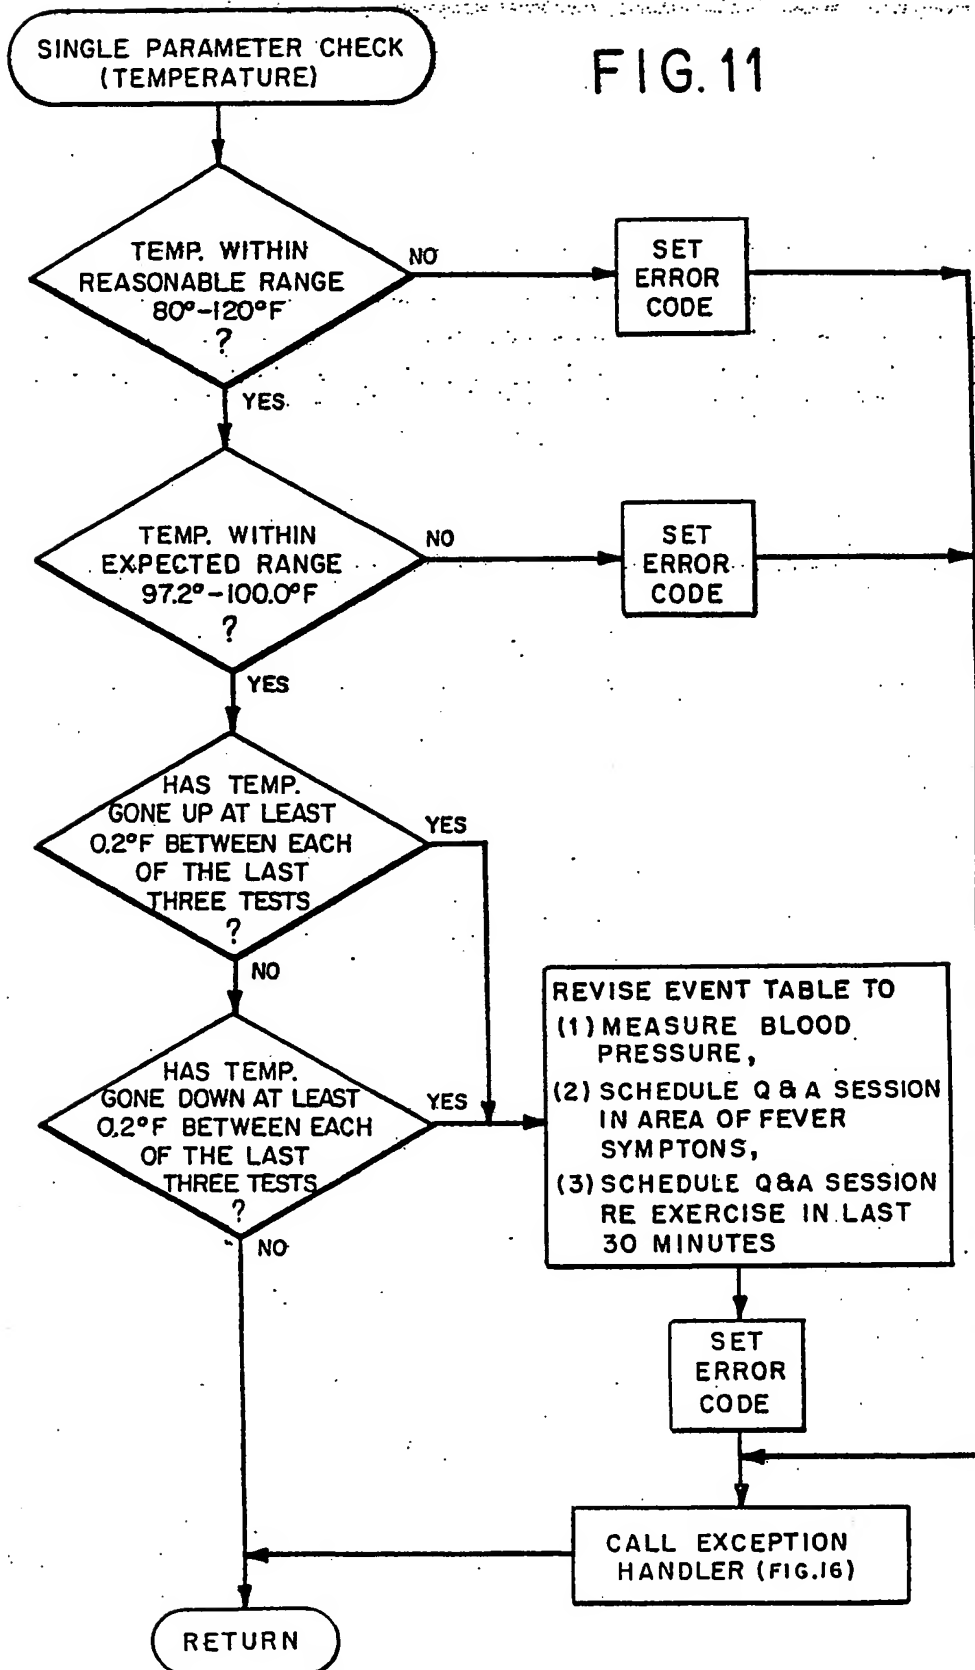 SINGLE PARAMETER CHECK
(TEMPERATURE)
FIG. 11
TEMP. WITHIN
REASONABLE RANGE
80°-120°F
?
NO
SET
ERROR
CODE
YES
TEMP. WITHIN
EXPECTED RANGE
97.2°-100.0°F
?
NO
SET
ERROR
CODE
YES
HAS TEMP.
GONE UP AT LEAST
0.2°F BETWEEN EACH
OF THE LAST
THREE TESTS
?
YES
NO
HAS TEMP.
GONE DOWN AT LEAST
0.2°F BETWEEN EACH
OF THE LAST
THREE TESTS
?
YES
NO
REVISE EVENT TABLE TO
(1) MEASURE BLOOD
PRESSURE,
(2) SCHEDULE Q & A SESSION
IN AREA OF FEVER
SYMPTONS,
(3) SCHEDULE Q&A SESSION
RE EXERCISE IN LAST
30 MINUTES
SET
ERROR
CODE
CALL EXCEPTION
HANDLER (FIG.16)
RETURN